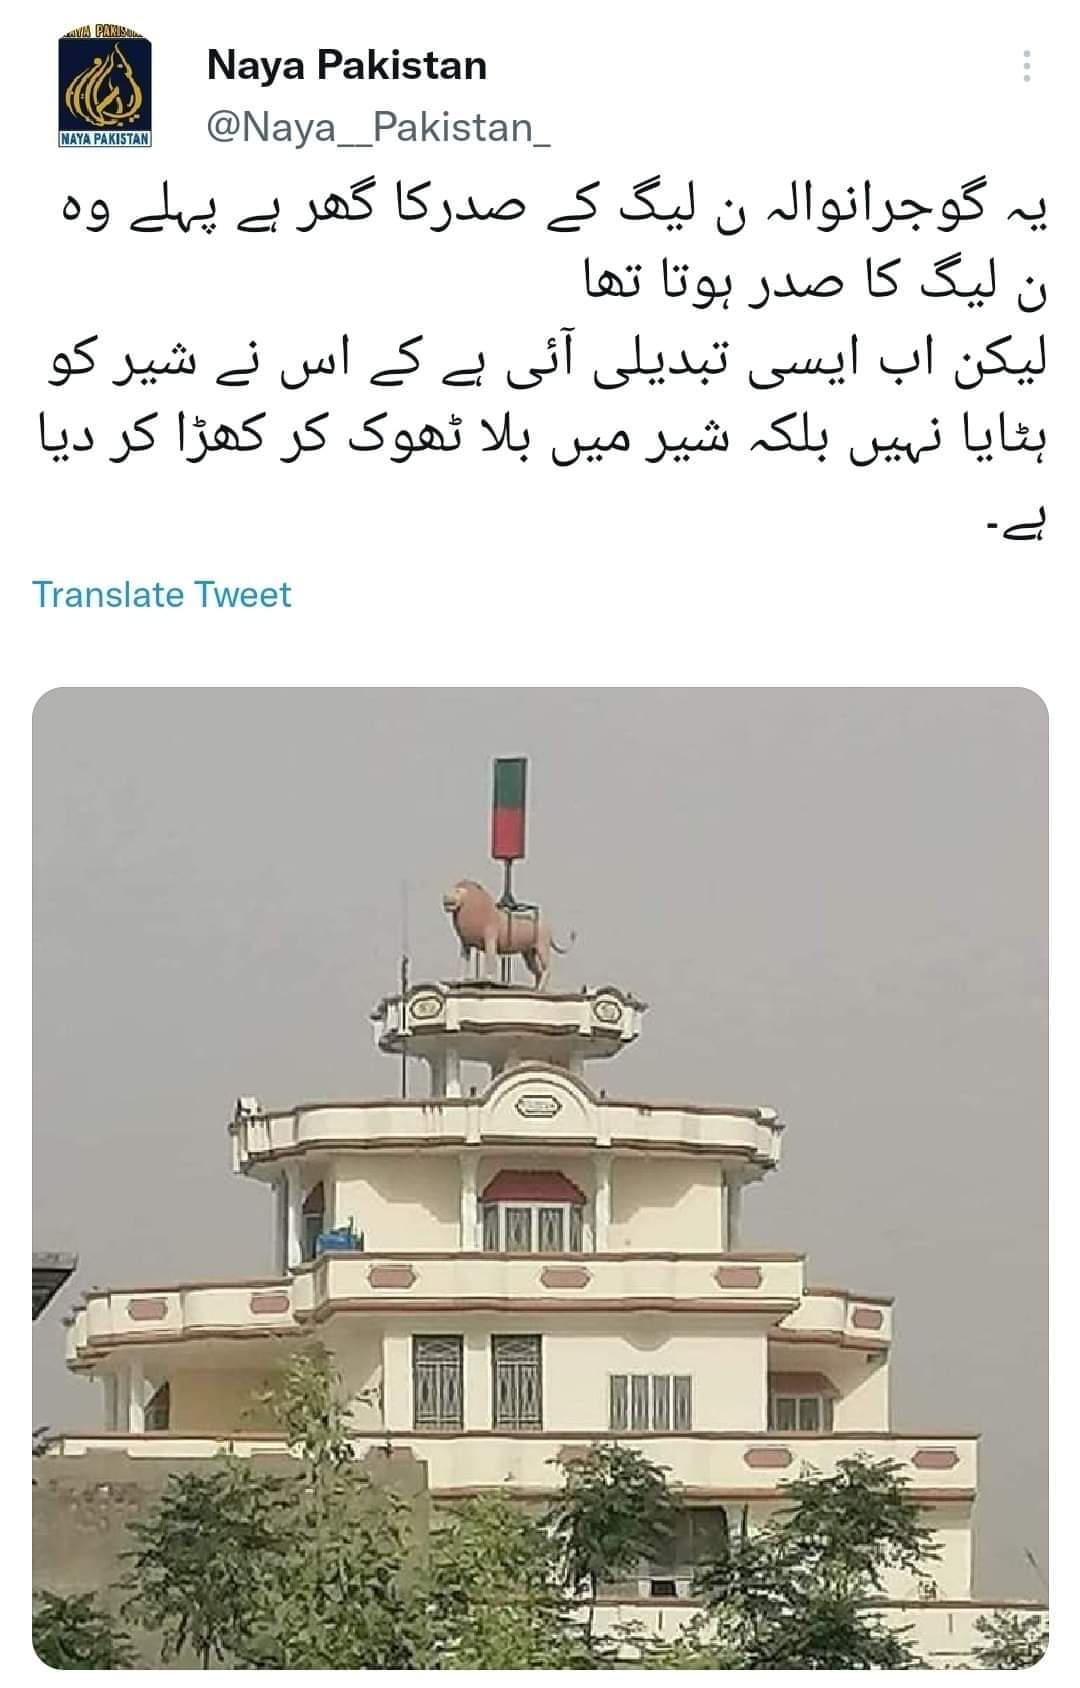 NAYA PAKISTAN
Naya Pakistan
@Naya__Pakistan_
یہ گوجرانوالہ ن لیگ کے صدرکا گھر ہے پہلے وہ
ن لیگ کا صدر ہوتا تھا
لیکن اب ایسی تبدیلی آئی ہے کے اس نے شیر کو
ہٹایا نہیں بلکہ شیر میں بلا ٹھوک کر کھڑا کر دیا
ہے۔
Translate Tweet